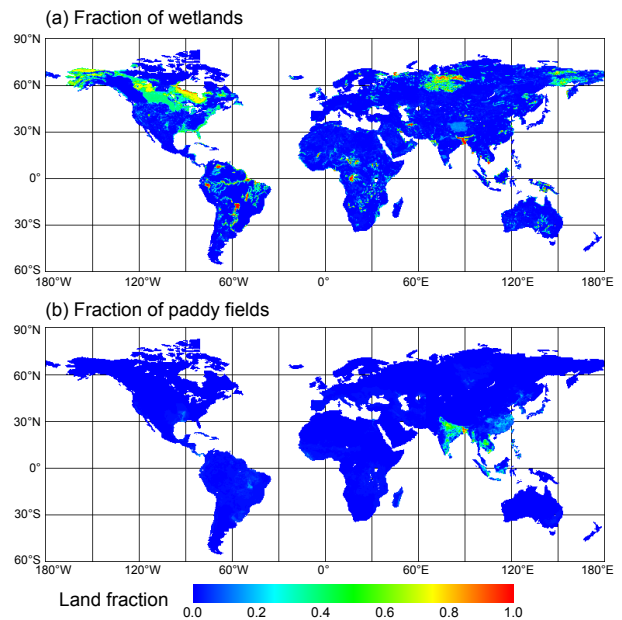 (a) Fraction of wetlands
90°N
60°N
30°N
0°
30°S
60°S
180°W 120°W 60°W 0° 60°E 120°E 180°E
(b) Fraction of paddy fields
90°N
60°N
30°N
0°
30°S
60°S
180°W 120°W 60°W 0° 60°E 120°E 180°E
Land fraction
0.0 0.2 0.4 0.6 0.8 1.0